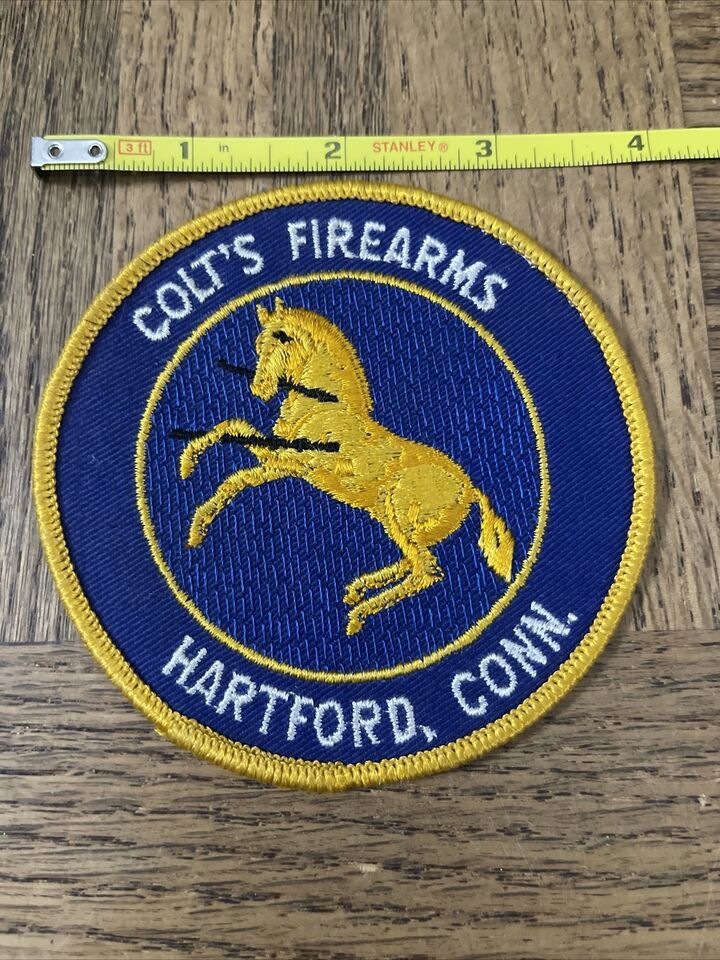 3 ft 1 in 2 STANLEY® 3 4
COLT'S FIREARMS
HARTFORD, CONN.